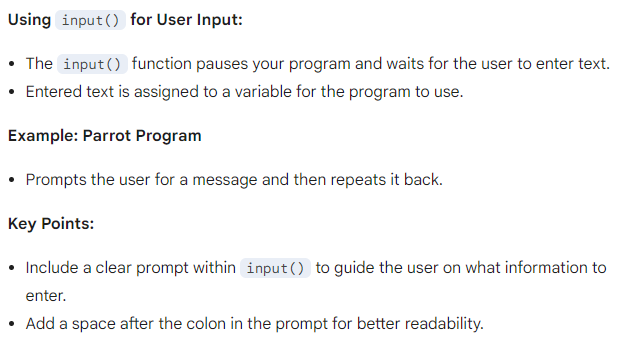 Using input() for User Input:
• The input() function pauses your program and waits for the user to enter text.
• Entered text is assigned to a variable for the program to use.
Example: Parrot Program
• Prompts the user for a message and then repeats it back.
Key Points:
• Include a clear prompt within input() to guide the user on what information to
enter.
• Add a space after the colon in the prompt for better readability.